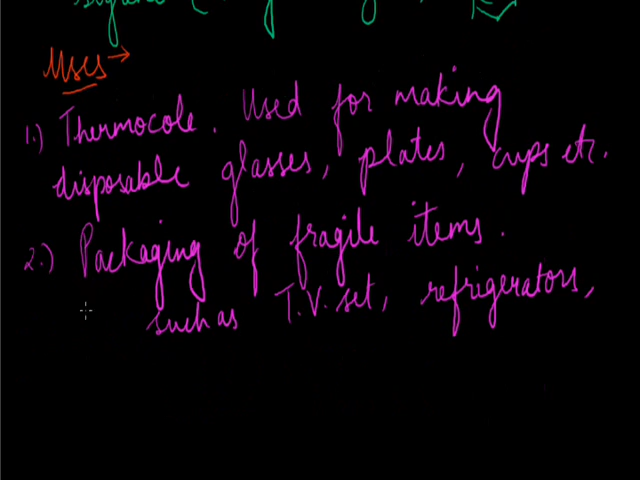 Uses →
1.) Thermocole. Used for making
disposable glasses, plates, cups etc.
2.) Packaging of fragile items.
such as T.V. set, refrigerators,